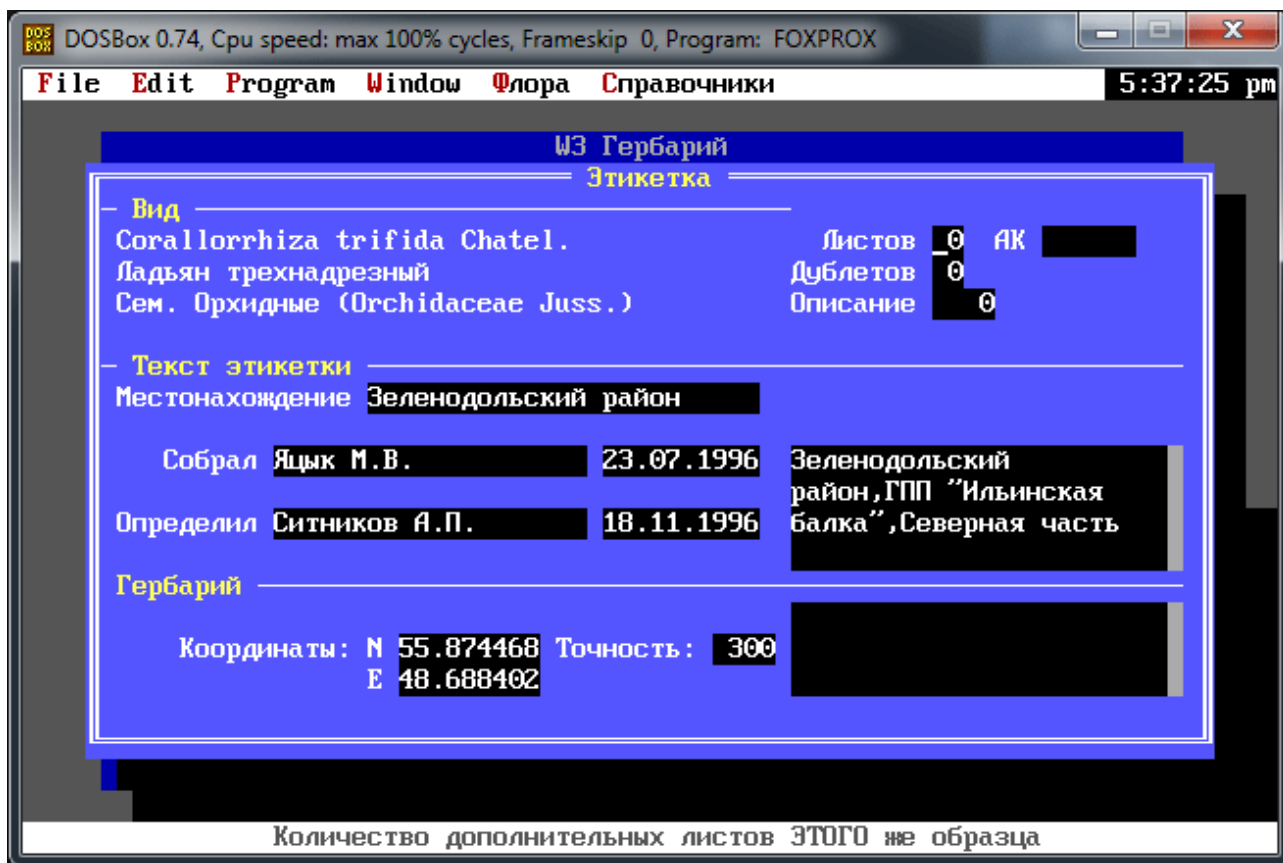 DOS BOX DOSBox 0.74, Cpu speed: max 100% cycles, Frameskip 0, Program: FOXPROX
File Edit Program Window Флора Справочники 5:37:25 pm
WЗ Гербарий
Этикетка
Вид
Corallorrhiza trifida Chatel. Листов _0 АК
Ладьян трехнадрезный Дублетов 0
Сем. Орхидные (Orchidaceae Juss.) Описание 0
Текст этикетки
Местонахождение Зеленодольский район
Собрал Яцык М.В. 23.07.1996 Зеленодольский
район,ГПП "Ильинская
Определил Ситников А.П. 18.11.1996 балка",Северная часть
Гербарий
Координаты: N 55.874468 Точность: 300
E 48.688402
Количество дополнительных листов ЭТОГО же образца